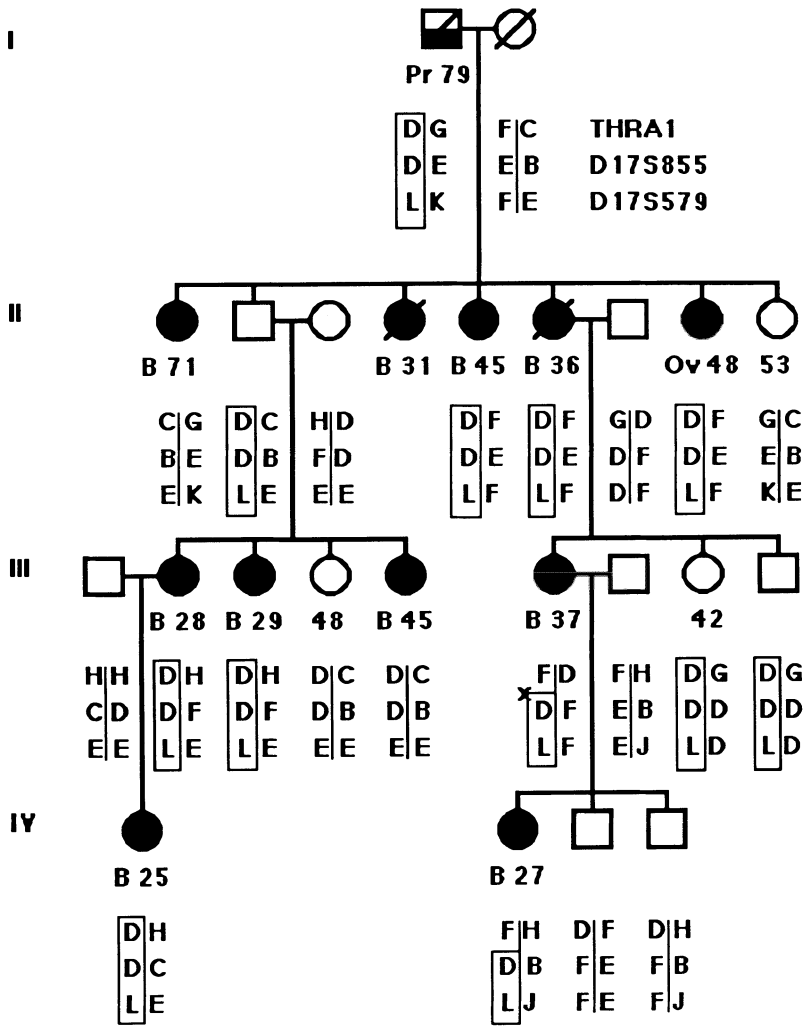 I
Pr 79
D G F C THRA1
D E E B D17S855
L K F E D17S579
II
B 71 B 31 B 45 B 36 Ov 48 53
C G D C H D D F D F G D D F G C
B E D B F D D E D E D F D E E B
E K L E E E L F L F D F L F K E
III
B 28 B 29 48 B 45 B 37 42
H H D H D H D C D C F D F H D G D G
x
C D D F D F D B D B D F E B D D D D
E E L E L E E E E E L F E J L D L D
IV
B 25 B 27
D H F H D F D H
D C D B F E F B
L E L J F E F J